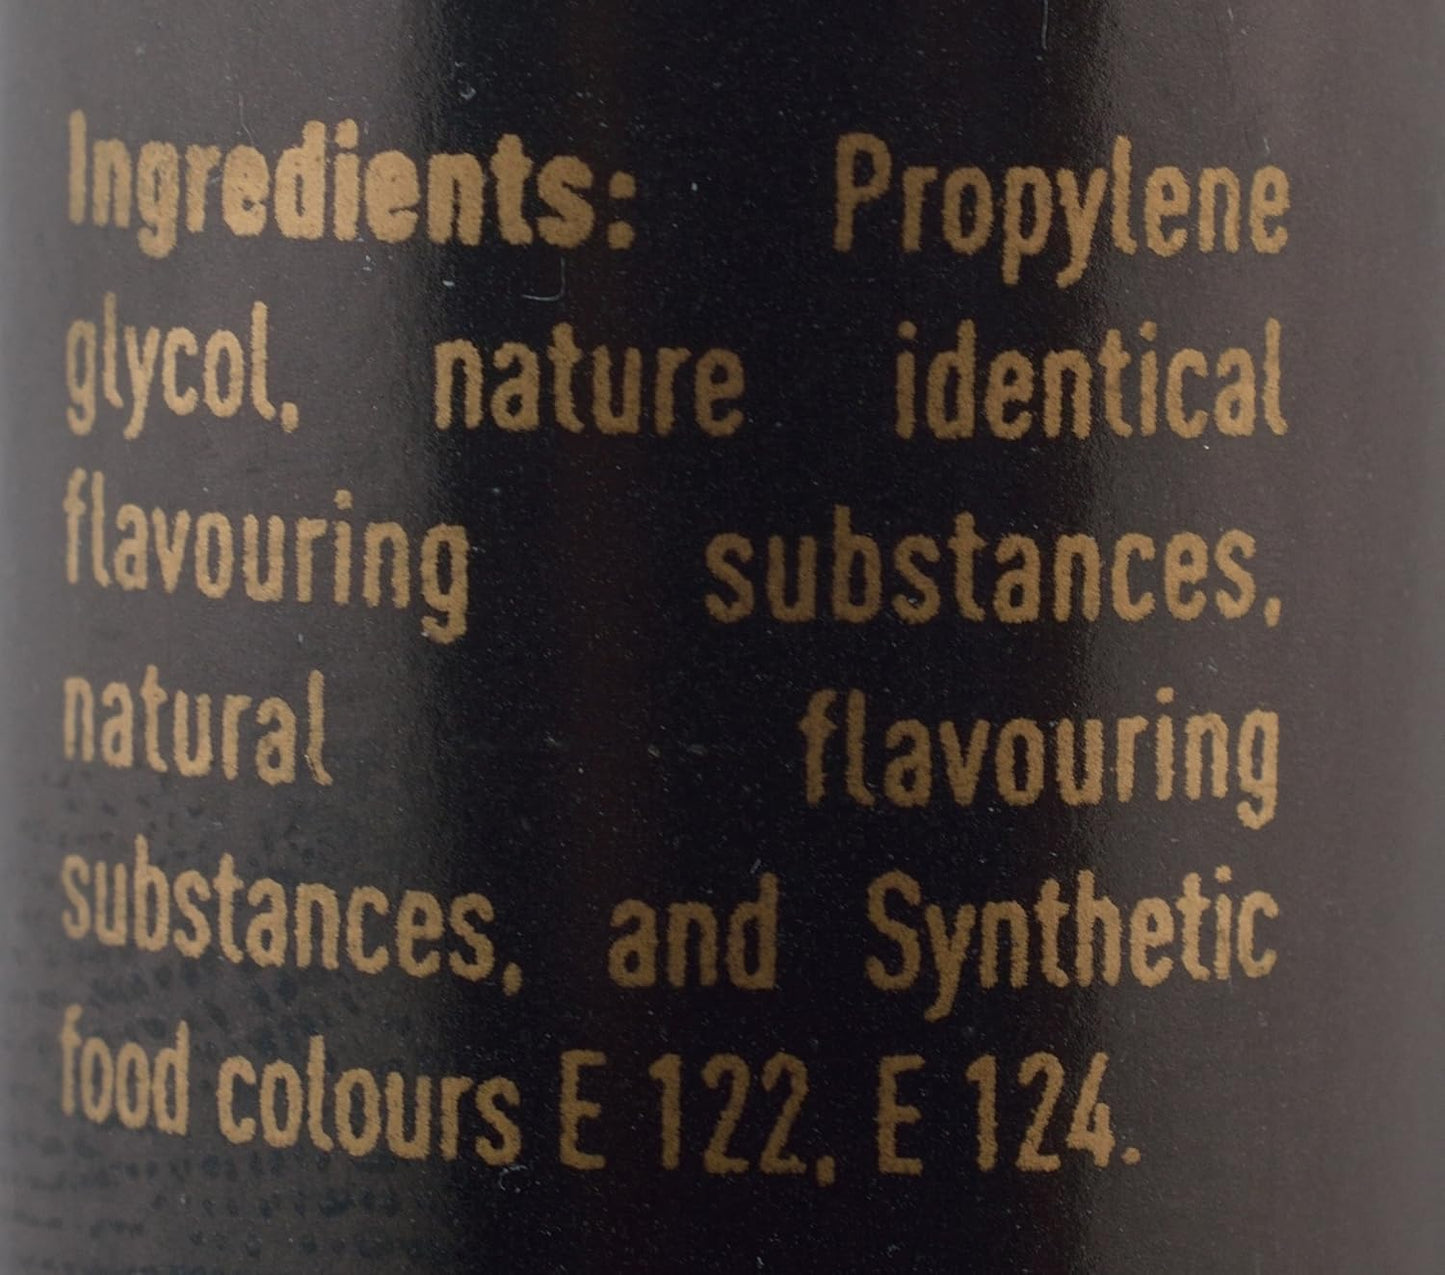 Ingredients: Propylene
glycol, nature identical
flavouring substances,
natural flavouring
substances, and Synthetic
food colours E 122, E 124.